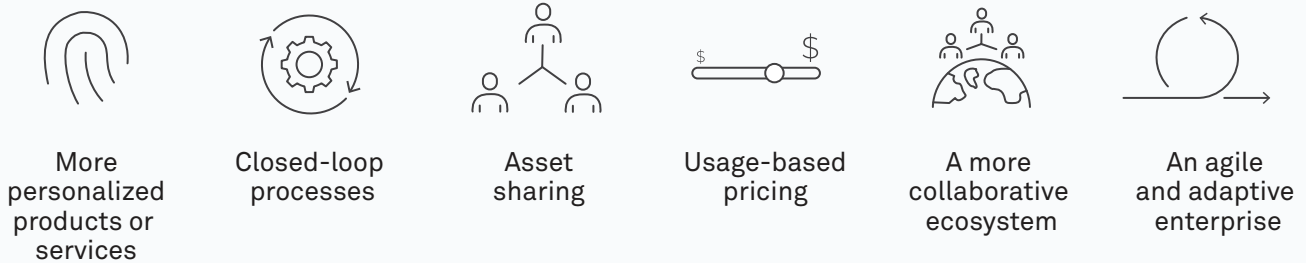 $
$
More
personalized
products or
services
Closed-loop
processes
Asset
sharing
Usage-based
pricing
A more
collaborative
ecosystem
An agile
and adaptive
enterprise